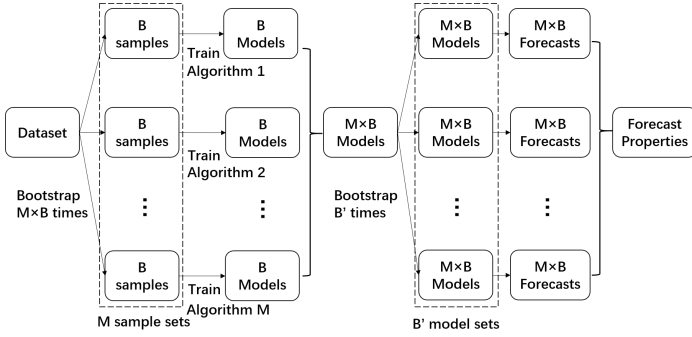 Dataset
Bootstrap
M×B times
B
samples
B
samples
B
samples
M sample sets
Train
Algorithm 1
Train
Algorithm 2
Train
Algorithm M
B
Models
B
Models
B
Models
M×B
Models
Bootstrap
B' times
M×B
Models
M×B
Models
M×B
Models
B' model sets
M×B
Forecasts
M×B
Forecasts
M×B
Forecasts
Forecast
Properties